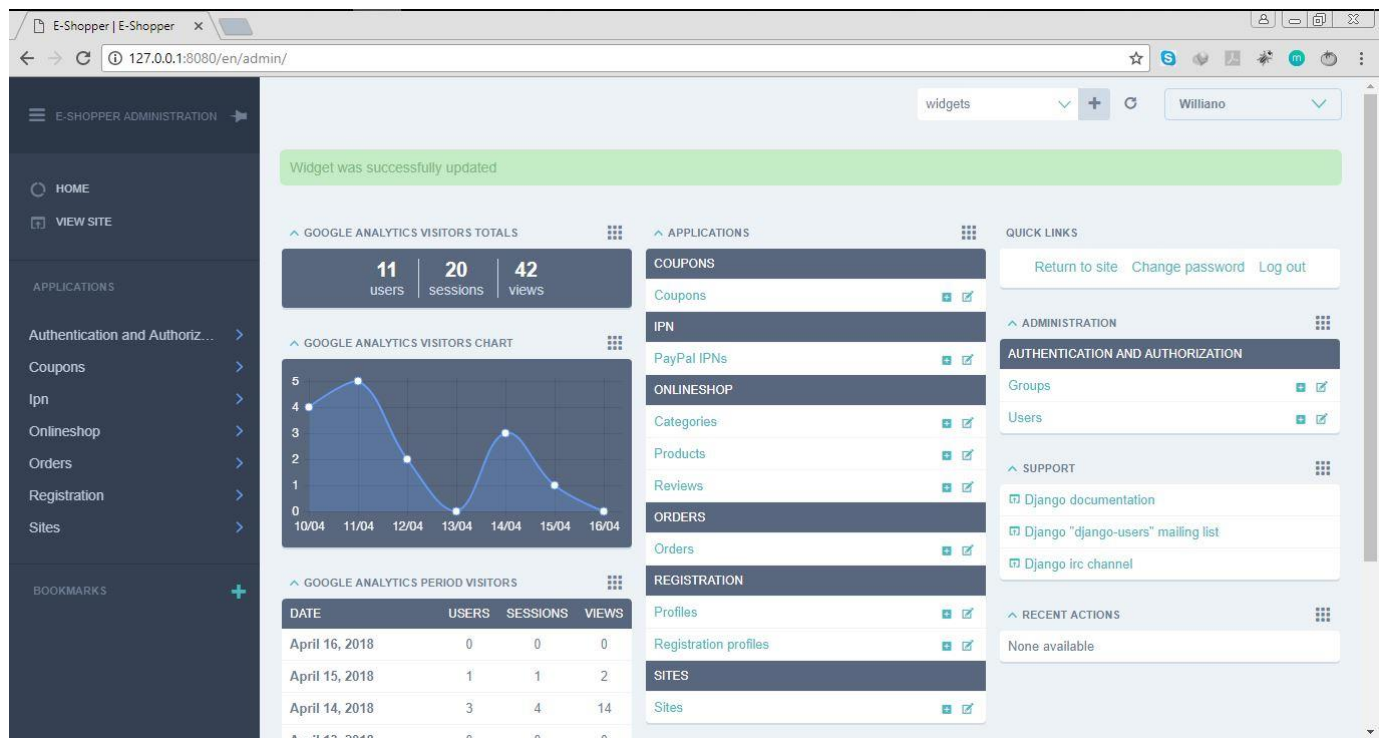 E-Shopper | E-Shopper
127.0.0.1:8080/en/admin/
E-SHOPPER ADMINISTRATION
HOME
VIEW SITE
APPLICATIONS
Authentication and Authoriz...
Coupons
Ipn
Onlineshop
Orders
Registration
Sites
BOOKMARKS
widgets
Williano
Widget was successfully updated
GOOGLE ANALYTICS VISITORS TOTALS
11 20 42
users sessions views
GOOGLE ANALYTICS VISITORS CHART
5
4
3
2
1
0
10/04 11/04 12/04 13/04 14/04 15/04 16/04
GOOGLE ANALYTICS PERIOD VISITORS
DATE USERS SESSIONS VIEWS
April 16, 2018 0 0 0
April 15, 2018 1 1 2
April 14, 2018 3 4 14
APPLICATIONS
COUPONS
Coupons
IPN
PayPal IPNs
ONLINESHOP
Categories
Products
Reviews
ORDERS
Orders
REGISTRATION
Profiles
Registration profiles
SITES
Sites
QUICK LINKS
Return to site Change password Log out
ADMINISTRATION
AUTHENTICATION AND AUTHORIZATION
Groups
Users
SUPPORT
Django documentation
Django "django-users" mailing list
Django irc channel
RECENT ACTIONS
None available